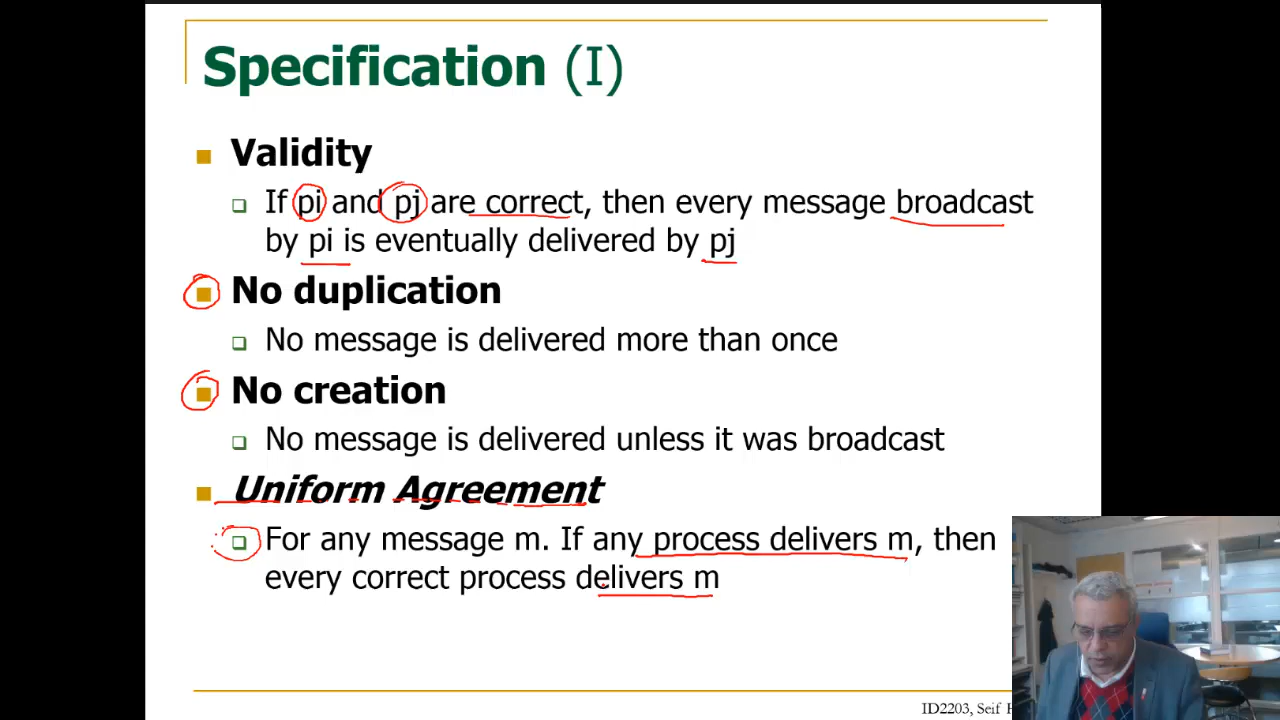 Specification (I)
Validity
If pi and pj are correct, then every message broadcast
by pi is eventually delivered by pj
No duplication
No message is delivered more than once
No creation
No message is delivered unless it was broadcast
Uniform Agreement
For any message m. If any process delivers m, then
every correct process delivers m
ID2203, Seif